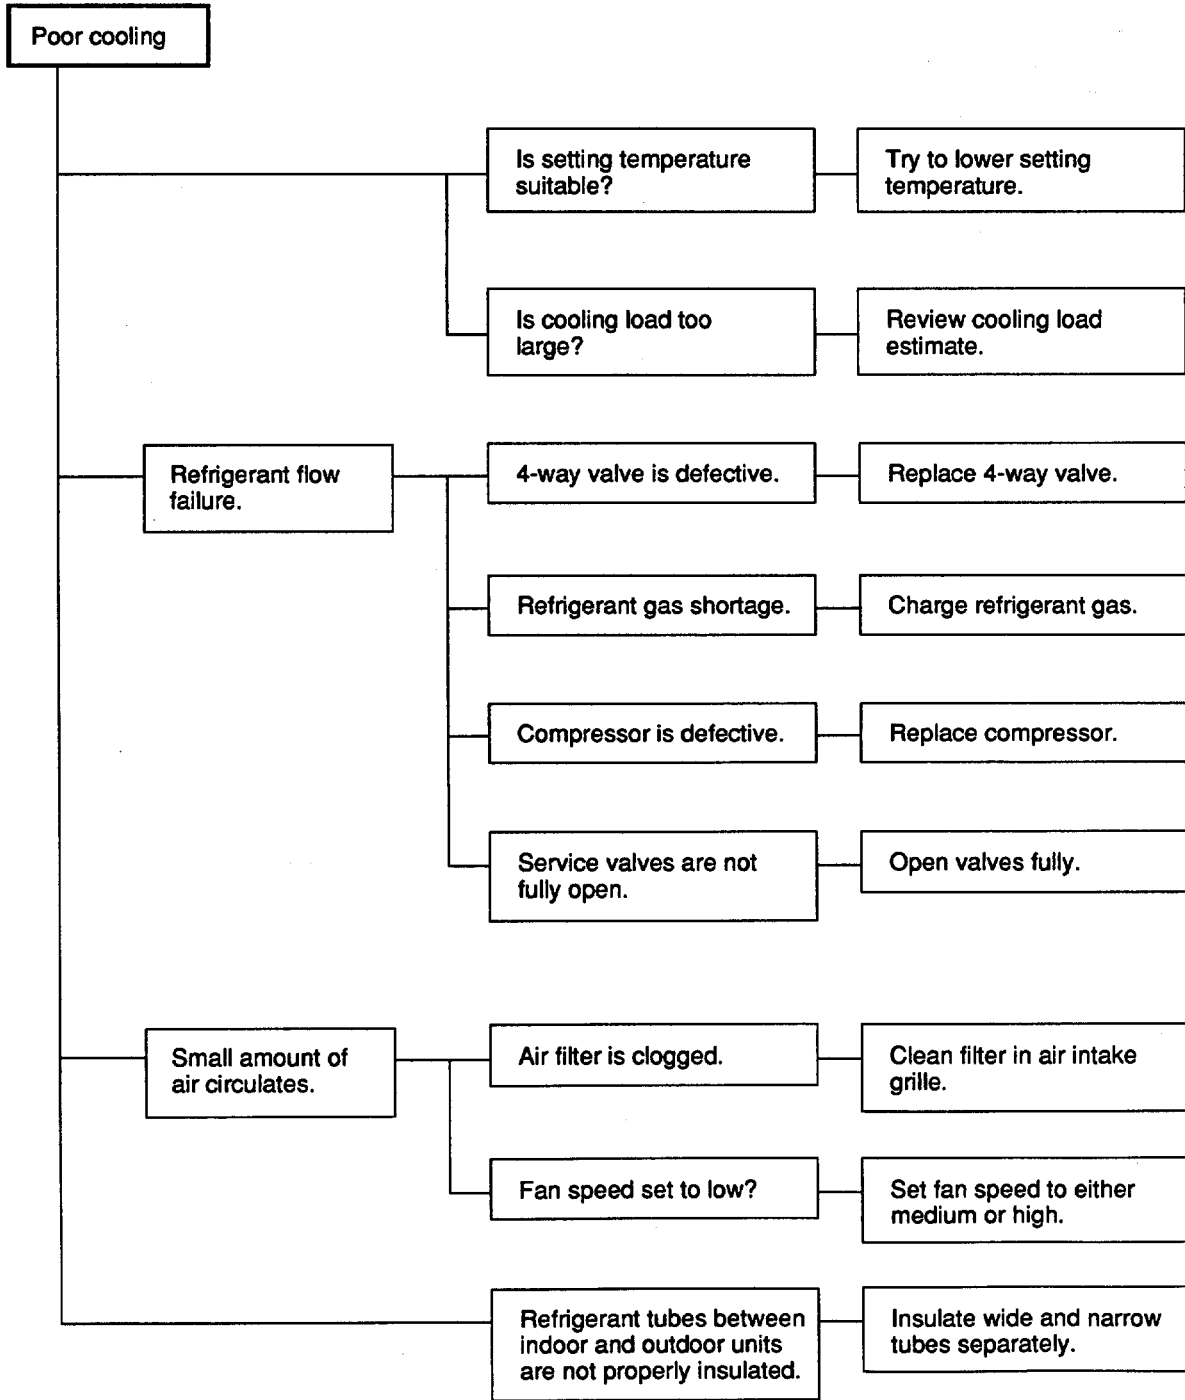 Poor cooling
Is setting temperature
suitable?
Try to lower setting
temperature.
Is cooling load too
large?
Review cooling load
estimate.
Refrigerant flow
failure.
4-way valve is defective.
Replace 4-way valve.
Refrigerant gas shortage.
Charge refrigerant gas.
Compressor is defective.
Replace compressor.
Service valves are not
fully open.
Open valves fully.
Small amount of
air circulates.
Air filter is clogged.
Clean filter in air intake
grille.
Fan speed set to low?
Set fan speed to either
medium or high.
Refrigerant tubes between
indoor and outdoor units
are not properly insulated.
Insulate wide and narrow
tubes separately.